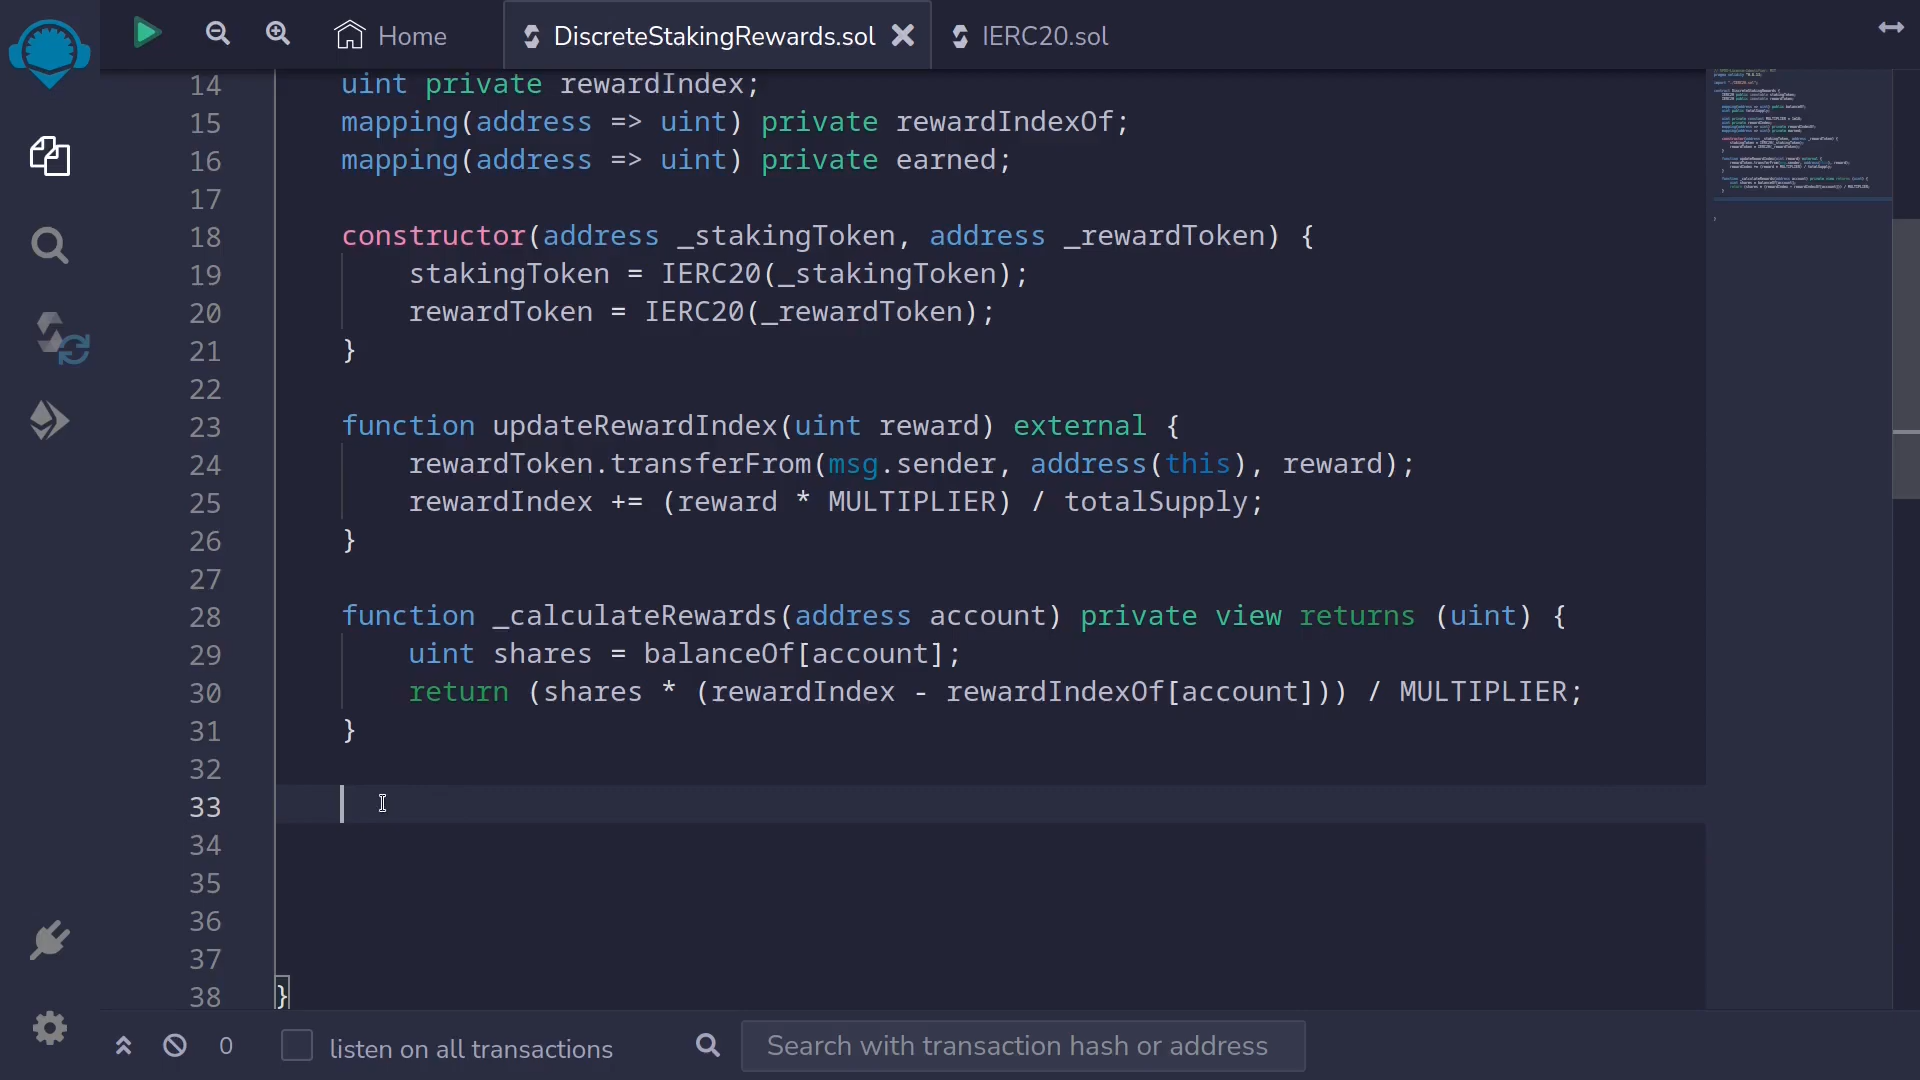 Home
DiscreteStakingRewards.sol
IERC20.sol
14 uint private rewardIndex;
15 mapping(address => uint) private rewardIndexOf;
16 mapping(address => uint) private earned;
17
18 constructor(address _stakingToken, address _rewardToken) {
19 stakingToken = IERC20(_stakingToken);
20 rewardToken = IERC20(_rewardToken);
21 }
22
23 function updateRewardIndex(uint reward) external {
24 rewardToken.transferFrom(msg.sender, address(this), reward);
25 rewardIndex += (reward * MULTIPLIER) / totalSupply;
26 }
27
28 function _calculateRewards(address account) private view returns (uint) {
29 uint shares = balanceOf[account];
30 return (shares * (rewardIndex - rewardIndexOf[account])) / MULTIPLIER;
31 }
32
33
34
35
36
37
38 }
0
listen on all transactions
Search with transaction hash or address